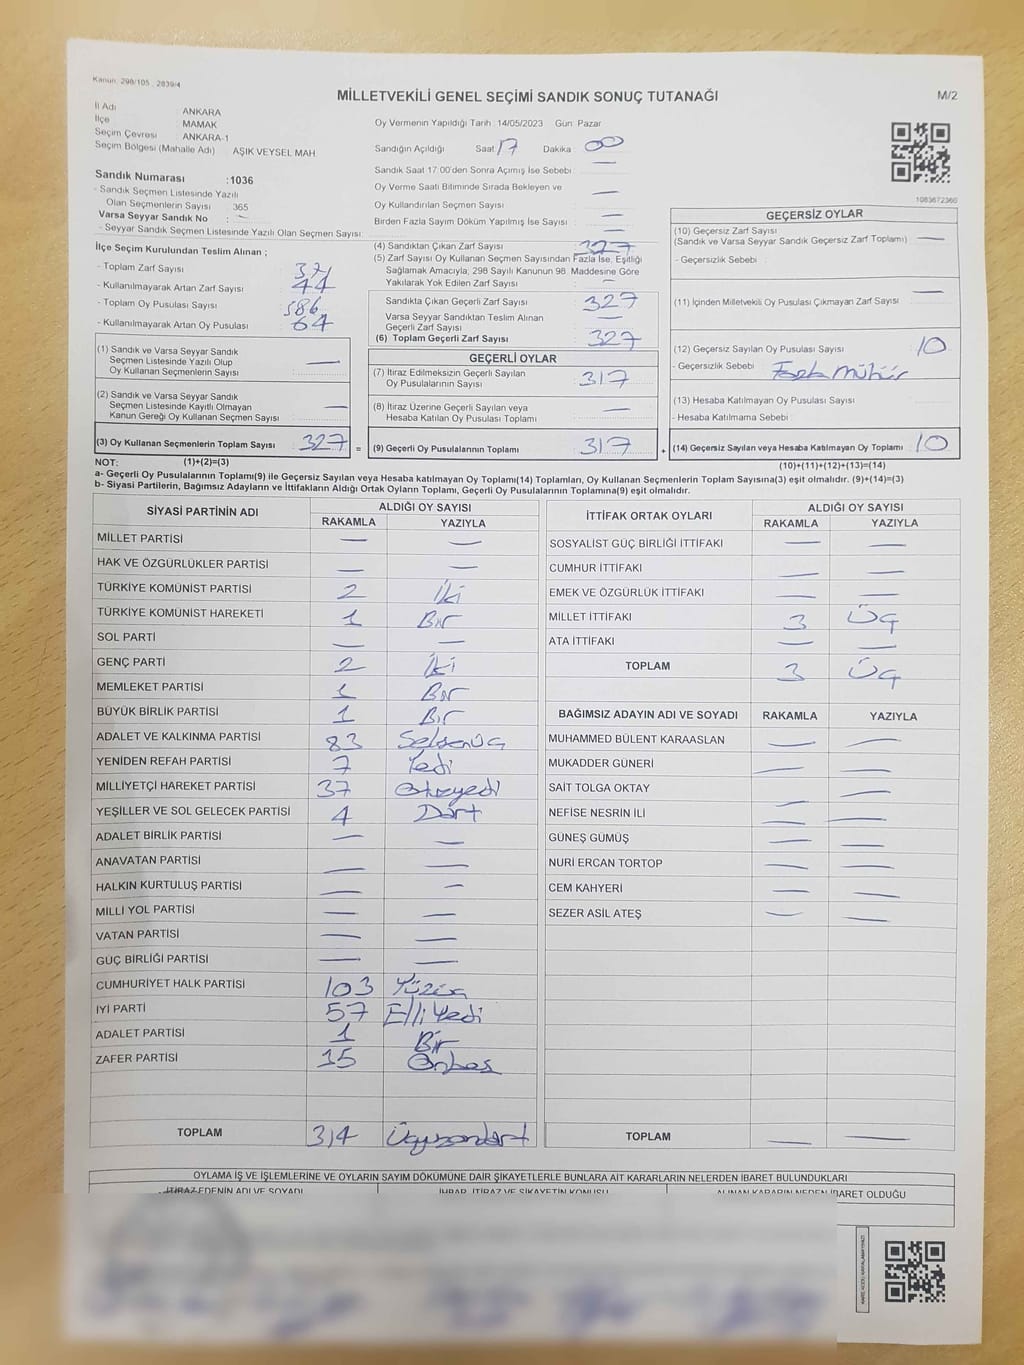 Kanun: 298/105 , 2839/4
MİLLETVEKİLİ GENEL SEÇİMİ SANDIK SONUÇ TUTANAĞI
M/2
İl Adı ANKARA
İlçe MAMAK
Seçim Çevresi ANKARA-1
Seçim Bölgesi (Mahalle Adı) AŞIK VEYSEL MAH
Sandık Numarası :1036
- Sandık Seçmen Listesinde Yazılı
Olan Seçmenlerin Sayısı 365
Varsa Seyyar Sandık No : —
- Seyyar Sandık Seçmen Listesinde Yazılı Olan Seçmen Sayısı:
İlçe Seçim Kurulundan Teslim Alınan ;
- Toplam Zarf Sayısı 371
- Kullanılmayarak Artan Zarf Sayısı 44
- Toplam Oy Pusulası Sayısı 386
- Kullanılmayarak Artan Oy Pusulası 64
(1) Sandık ve Varsa Seyyar Sandık
Seçmen Listesinde Yazılı Olup
Oy Kullanan Seçmenlerin Sayısı —
(2) Sandık ve Varsa Seyyar Sandık
Seçmen Listesinde Kayıtlı Olmayan
Kanun Gereği Oy Kullanan Seçmen Sayısı —
(3) Oy Kullanan Seçmenlerin Toplam Sayısı 327 =
Oy Vermenin Yapıldığı Tarih :14/05/2023 Gün: Pazar
Sandığın Açıldığı Saat 17 Dakika 00
Sandık Saat 17:00'den Sonra Açımış İse Sebebi : —
Oy Verme Saati Bitiminde Sırada Bekleyen ve
Oy Kullandırılan Seçmen Sayısı —
Birden Fazla Sayım Döküm Yapılmış İse Sayısı : —
(4) Sandıktan Çıkan Zarf Sayısı 327
(5) Zarf Sayısı Oy Kullanan Seçmen Sayısından Fazla İse, Eşitliği
Sağlamak Amacıyla; 298 Sayılı Kanunun 98. Maddesine Göre
Yakılarak Yok Edilen Zarf Sayısı: —
Sandıkta Çıkan Geçerli Zarf Sayısı 327
Varsa Seyyar Sandıktan Teslim Alınan
Geçerli Zarf Sayısı —
(6) Toplam Geçerli Zarf Sayısı 327
GEÇERLİ OYLAR
(7) İtiraz Edilmeksizin Geçerli Sayılan
Oy Pusulalarının Sayısı 317
(8) İtiraz Üzerine Geçerli Sayılan veya
Hesaba Katılan Oy Pusulası Toplamı —
(9) Geçerli Oy Pusulalarının Toplamı 317 +
1083672360
GEÇERSİZ OYLAR
(10) Geçersiz Zarf Sayısı
(Sandık ve Varsa Seyyar Sandık Geçersiz Zarf Toplamı) —
- Geçersizlik Sebebi :
(11) İçinden Milletvekili Oy Pusulası Çıkmayan Zarf Sayısı —
(12) Geçersiz Sayılan Oy Pusulası Sayısı 10
- Geçersizlik Sebebi : Fazla Mühür
(13) Hesaba Katılmayan Oy Pusulası Sayısı
- Hesaba Katılmama Sebebi :
(14) Geçersiz Sayılan veya Hesaba Katılmayan Oy Toplamı 10
NOT: (1)+(2)=(3)
(10)+(11)+(12)+(13)=(14)
a- Geçerli Oy Pusulalarının Toplamı(9) ile Geçersiz Sayılan veya Hesaba katılmayan Oy Toplamı(14) Toplamları, Oy Kullanan Seçmenlerin Toplam Sayısına(3) eşit olmalıdır. (9)+(14)=(3)
b- Siyasi Partilerin, Bağımsız Adayların ve İttifakların Aldığı Ortak Oyların Toplamı, Geçerli Oy Pusulalarının Toplamına(9) eşit olmalıdır.
SİYASİ PARTİNİN ADI ALDIĞI OY SAYISI
RAKAMLA YAZIYLA
MİLLET PARTİSİ — —
HAK VE ÖZGÜRLÜKLER PARTİSİ — —
TÜRKİYE KOMÜNİST PARTİSİ 2 İki
TÜRKİYE KOMÜNİST HAREKETİ 1 Bir
SOL PARTİ — —
GENÇ PARTİ 2 İki
MEMLEKET PARTİSİ 1 Bir
BÜYÜK BİRLİK PARTİSİ 1 Bir
ADALET VE KALKINMA PARTİSİ 83 Seksenüç
YENİDEN REFAH PARTİSİ 7 Yedi
MİLLİYETÇİ HAREKET PARTİSİ 37 Otuzyedi
YEŞİLLER VE SOL GELECEK PARTİSİ 4 Dört
ADALET BİRLİK PARTİSİ — —
ANAVATAN PARTİSİ — —
HALKIN KURTULUŞ PARTİSİ — —
MİLLİ YOL PARTİSİ — —
VATAN PARTİSİ — —
GÜÇ BİRLİĞİ PARTİSİ — —
CUMHURİYET HALK PARTİSİ 103 Yüzüç
İYİ PARTİ 57 Elli Yedi
ADALET PARTİSİ 1 Bir
ZAFER PARTİSİ 15 Onbeş
TOPLAM 314 Üçyüzondört
İTTİFAK ORTAK OYLARI ALDIĞI OY SAYISI
RAKAMLA YAZIYLA
SOSYALİST GÜÇ BİRLİĞİ İTTİFAKI — —
CUMHUR İTTİFAKI — —
EMEK VE ÖZGÜRLÜK İTTİFAKI — —
MİLLET İTTİFAKI 3 Üç
ATA İTTİFAKI — —
TOPLAM 3 Üç
BAĞIMSIZ ADAYIN ADI VE SOYADI RAKAMLA YAZIYLA
MUHAMMED BÜLENT KARAASLAN — —
MUKADDER GÜNERİ — —
SAİT TOLGA OKTAY — —
NEFİSE NESRİN İLİ — —
GÜNEŞ GÜMÜŞ — —
NURİ ERCAN TORTOP — —
CEM KAHYERİ — —
SEZER ASİL ATEŞ — —
TOPLAM — —
OYLAMA İŞ VE İŞLEMLERİNE VE OYLARIN SAYIM DÖKÜMÜNE DAİR ŞİKAYETLERLE BUNLARA AİT KARARLARIN NELERDEN İBARET BULUNDUKLARI
İTİRAZ EDENİN ADI VE SOYADI İHBAR, İTİRAZ VE ŞİKAYETİN KONUSU ALINAN KARARIN NEDEN İBARET OLDUĞU